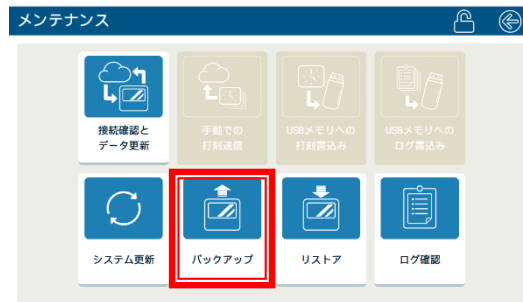 メンテナンス
接続確認と
データ更新
手動での
打刻送信
USBメモリへの
打刻書込み
USBメモリへの
ログ書込み
システム更新
バックアップ
リストア
ログ確認